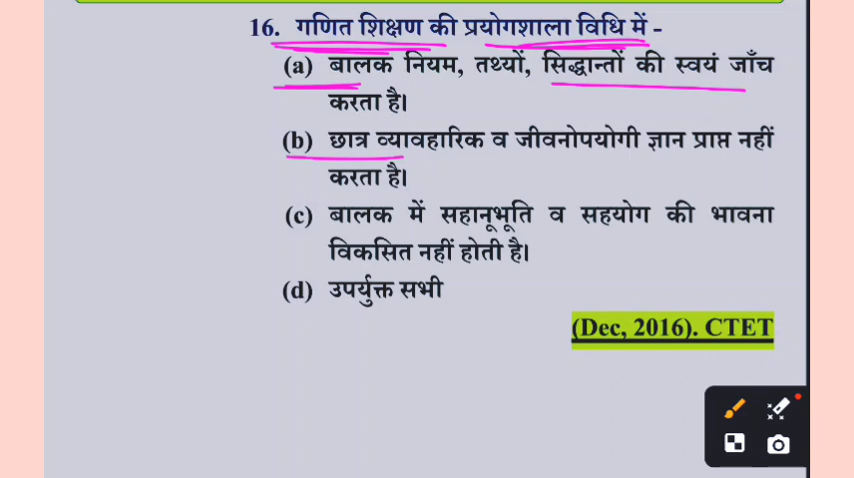 16. गणित शिक्षण की प्रयोगशाला विधि में -
(a) बालक नियम, तथ्यों, सिद्धान्तों की स्वयं जाँच
करता है।
(b) छात्र व्यावहारिक व जीवनोपयोगी ज्ञान प्राप्त नहीं
करता है।
(c) बालक में सहानूभूति व सहयोग की भावना
विकसित नहीं होती है।
(d) उपर्युक्त सभी
(Dec, 2016). CTET